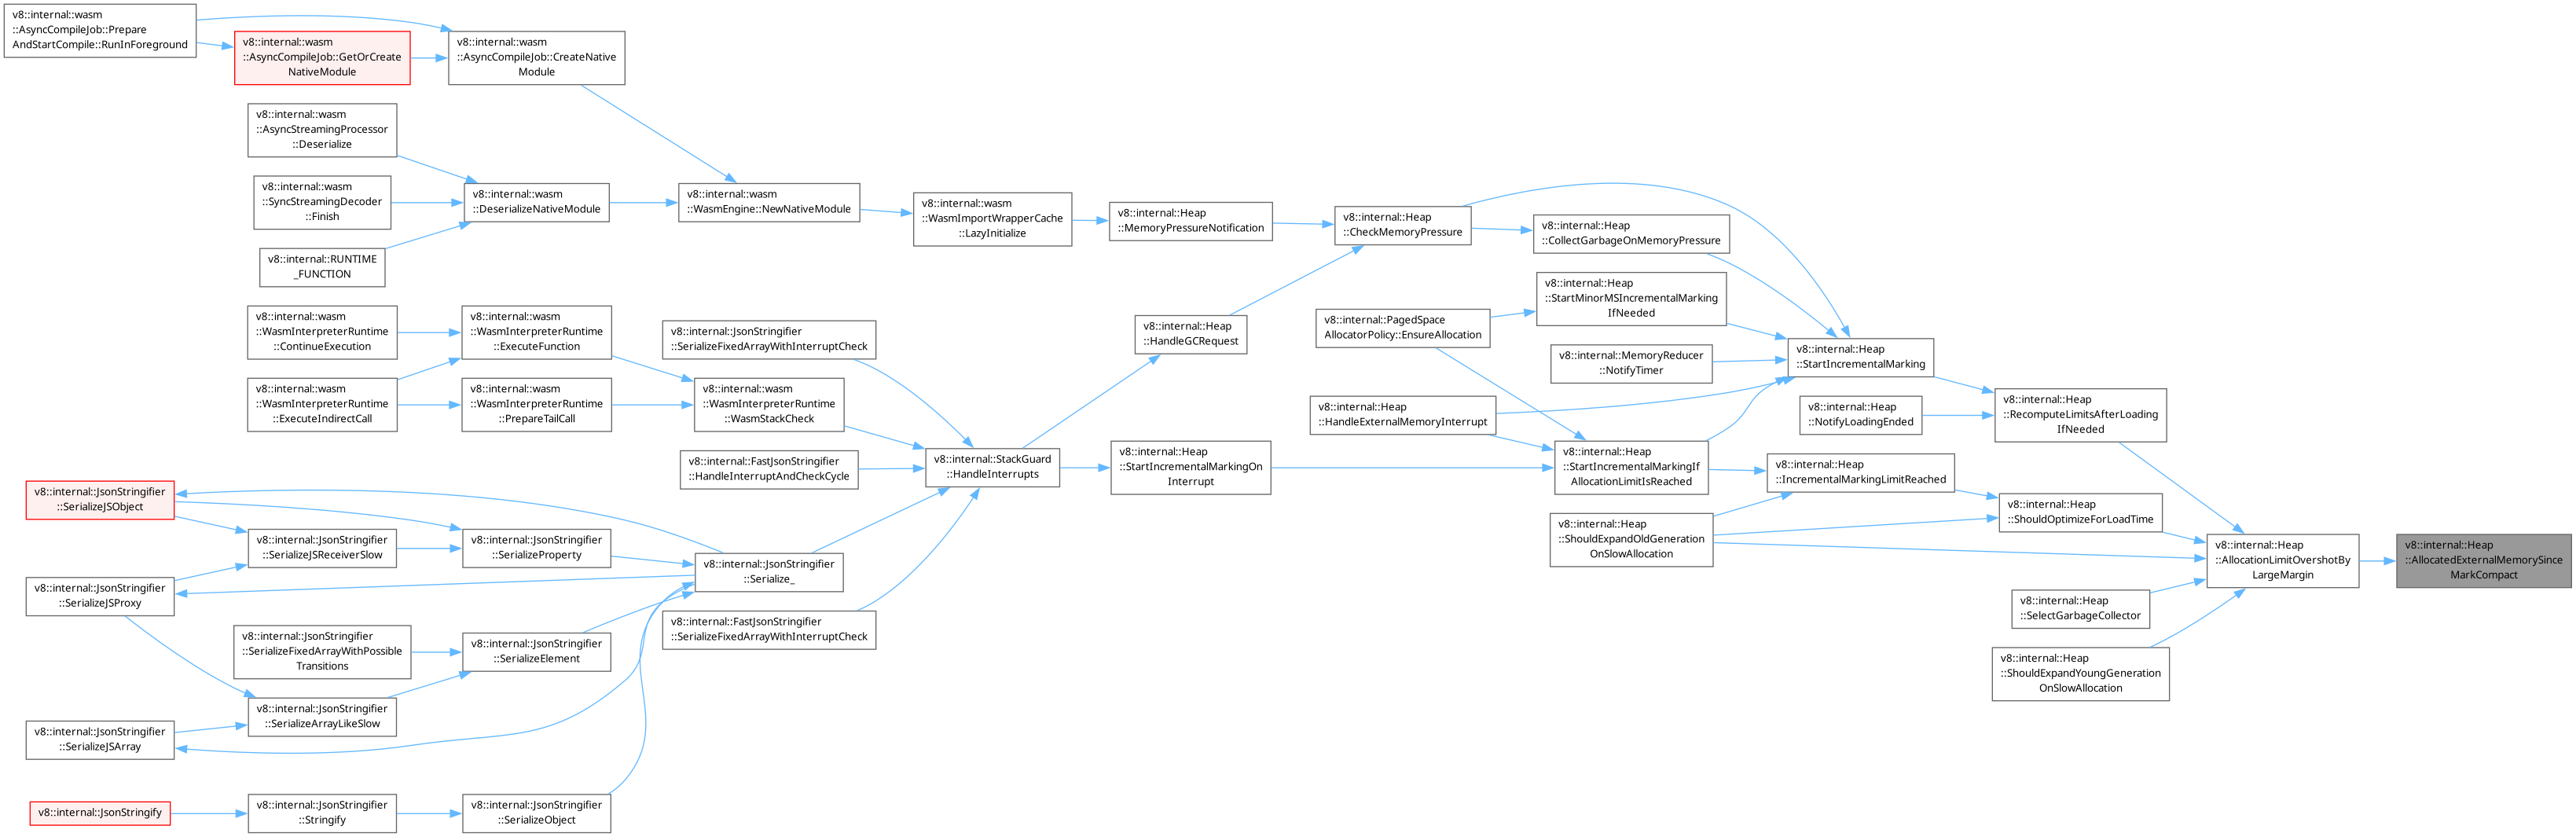 v8::internal::wasm
::AsyncCompileJob::Prepare
AndStartCompile::RunInForeground
v8::internal::wasm
::AsyncCompileJob::GetOrCreate
NativeModule
v8::internal::wasm
::AsyncCompileJob::CreateNative
Module
v8::internal::wasm
::AsyncStreamingProcessor
::Deserialize
v8::internal::wasm
::SyncStreamingDecoder
::Finish
v8::internal::RUNTIME
_FUNCTION
v8::internal::wasm
::DeserializeNativeModule
v8::internal::wasm
::WasmEngine::NewNativeModule
v8::internal::wasm
::WasmImportWrapperCache
::LazyInitialize
v8::internal::Heap
::MemoryPressureNotification
v8::internal::Heap
::CheckMemoryPressure
v8::internal::Heap
::CollectGarbageOnMemoryPressure
v8::internal::Heap
::StartMinorMSIncrementalMarking
IfNeeded
v8::internal::PagedSpace
AllocatorPolicy::EnsureAllocation
v8::internal::Heap
::HandleGCRequest
v8::internal::MemoryReducer
::NotifyTimer
v8::internal::Heap
::StartIncrementalMarking
v8::internal::Heap
::HandleExternalMemoryInterrupt
v8::internal::Heap
::NotifyLoadingEnded
v8::internal::Heap
::RecomputeLimitsAfterLoading
IfNeeded
v8::internal::wasm
::WasmInterpreterRuntime
::ContinueExecution
v8::internal::wasm
::WasmInterpreterRuntime
::ExecuteFunction
v8::internal::JsonStringifier
::SerializeFixedArrayWithInterruptCheck
v8::internal::wasm
::WasmInterpreterRuntime
::ExecuteIndirectCall
v8::internal::wasm
::WasmInterpreterRuntime
::PrepareTailCall
v8::internal::wasm
::WasmInterpreterRuntime
::WasmStackCheck
v8::internal::FastJsonStringifier
::HandleInterruptAndCheckCycle
v8::internal::StackGuard
::HandleInterrupts
v8::internal::Heap
::StartIncrementalMarkingOn
Interrupt
v8::internal::Heap
::StartIncrementalMarkingIf
AllocationLimitIsReached
v8::internal::Heap
::IncrementalMarkingLimitReached
v8::internal::Heap
::ShouldOptimizeForLoadTime
v8::internal::Heap
::ShouldExpandOldGeneration
OnSlowAllocation
v8::internal::Heap
::AllocationLimitOvershotBy
LargeMargin
v8::internal::Heap
::AllocatedExternalMemorySince
MarkCompact
v8::internal::Heap
::SelectGarbageCollector
v8::internal::Heap
::ShouldExpandYoungGeneration
OnSlowAllocation
v8::internal::JsonStringifier
::SerializeJSObject
v8::internal::JsonStringifier
::SerializeJSReceiverSlow
v8::internal::JsonStringifier
::SerializeProperty
v8::internal::JsonStringifier
::Serialize_
v8::internal::JsonStringifier
::SerializeJSProxy
v8::internal::FastJsonStringifier
::SerializeFixedArrayWithInterruptCheck
v8::internal::JsonStringifier
::SerializeFixedArrayWithPossible
Transitions
v8::internal::JsonStringifier
::SerializeElement
v8::internal::JsonStringifier
::SerializeArrayLikeSlow
v8::internal::JsonStringifier
::SerializeJSArray
v8::internal::JsonStringify
v8::internal::JsonStringifier
::Stringify
v8::internal::JsonStringifier
::SerializeObject